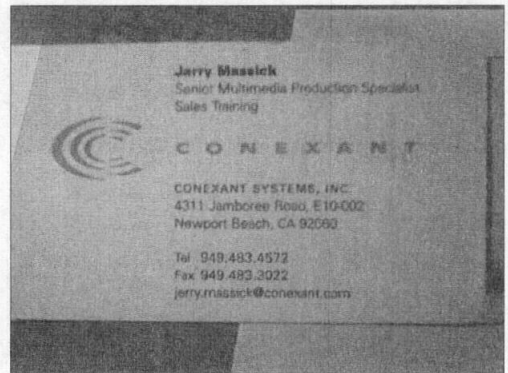 Jerry Massick
Senior Multimedia Production Specialist
Sales Training
CONEXANT
CONEXANT SYSTEMS, INC.
4311 Jamboree Road, E10-002
Newport Beach, CA 92660
Tel 949.483.4572
Fax 949.483.3022
jerry.massick@conexant.com